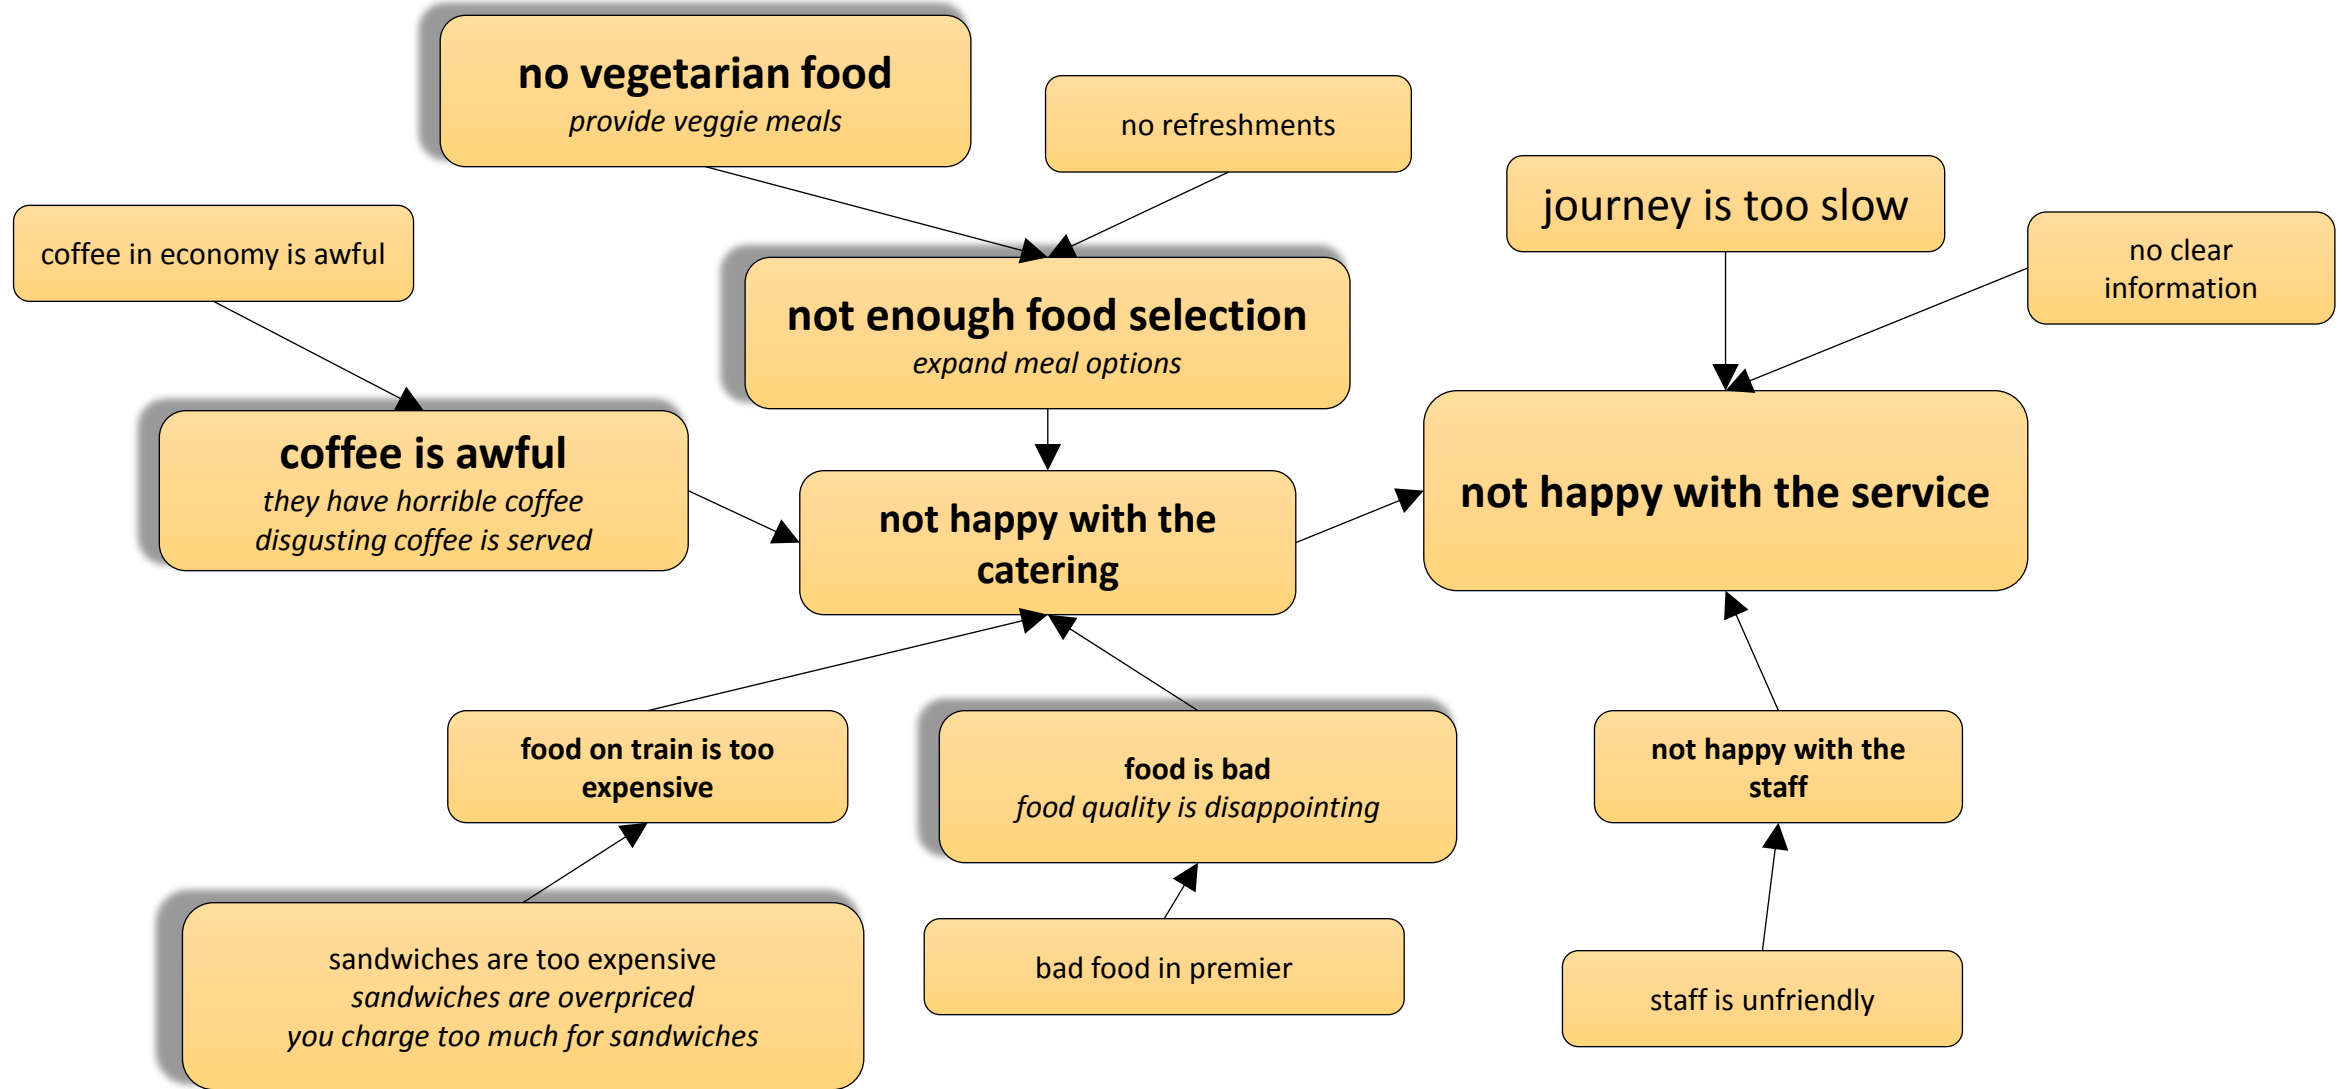 no vegetarian food
provide veggie meals
no refreshments
journey is too slow
coffee in economy is awful
no clear
information
not enough food selection
expand meal options
coffee is awful
they have horrible coffee
disgusting coffee is served
not happy with the
catering
not happy with the service
food on train is too
expensive
food is bad
food quality is disappointing
not happy with the
staff
sandwiches are too expensive
sandwiches are overpriced
you charge too much for sandwiches
bad food in premier
staff is unfriendly